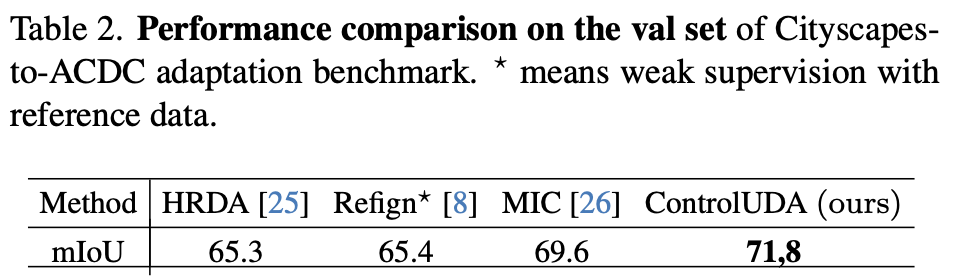 Table 2. Performance comparison on the val set of Cityscapes-
to-ACDC adaptation benchmark. * means weak supervision with
reference data.
Method HRDA [25] Refign* [8] MIC [26] ControlUDA (ours)
mIoU 65.3 65.4 69.6 71,8